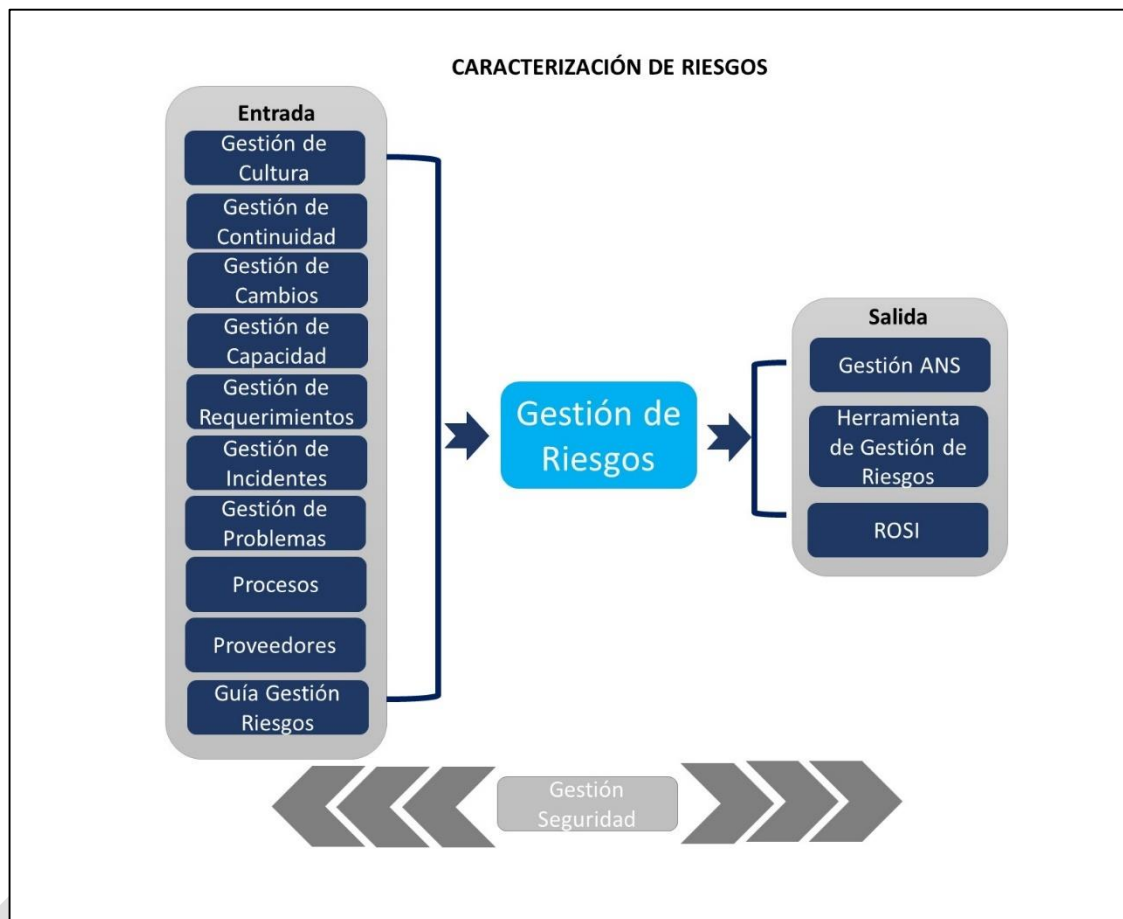 CARACTERIZACIÓN DE RIESGOS
Entrada
Gestión de
Cultura
Gestión de
Continuidad
Gestión de
Cambios
Gestión de
Capacidad
Gestión de
Requerimientos
Gestión de
Incidentes
Gestión de
Problemas
Procesos
Proveedores
Guía Gestión
Riesgos
Gestión de
Riesgos
Salida
Gestión ANS
Herramienta
de Gestión de
Riesgos
ROSI
Gestión
Seguridad